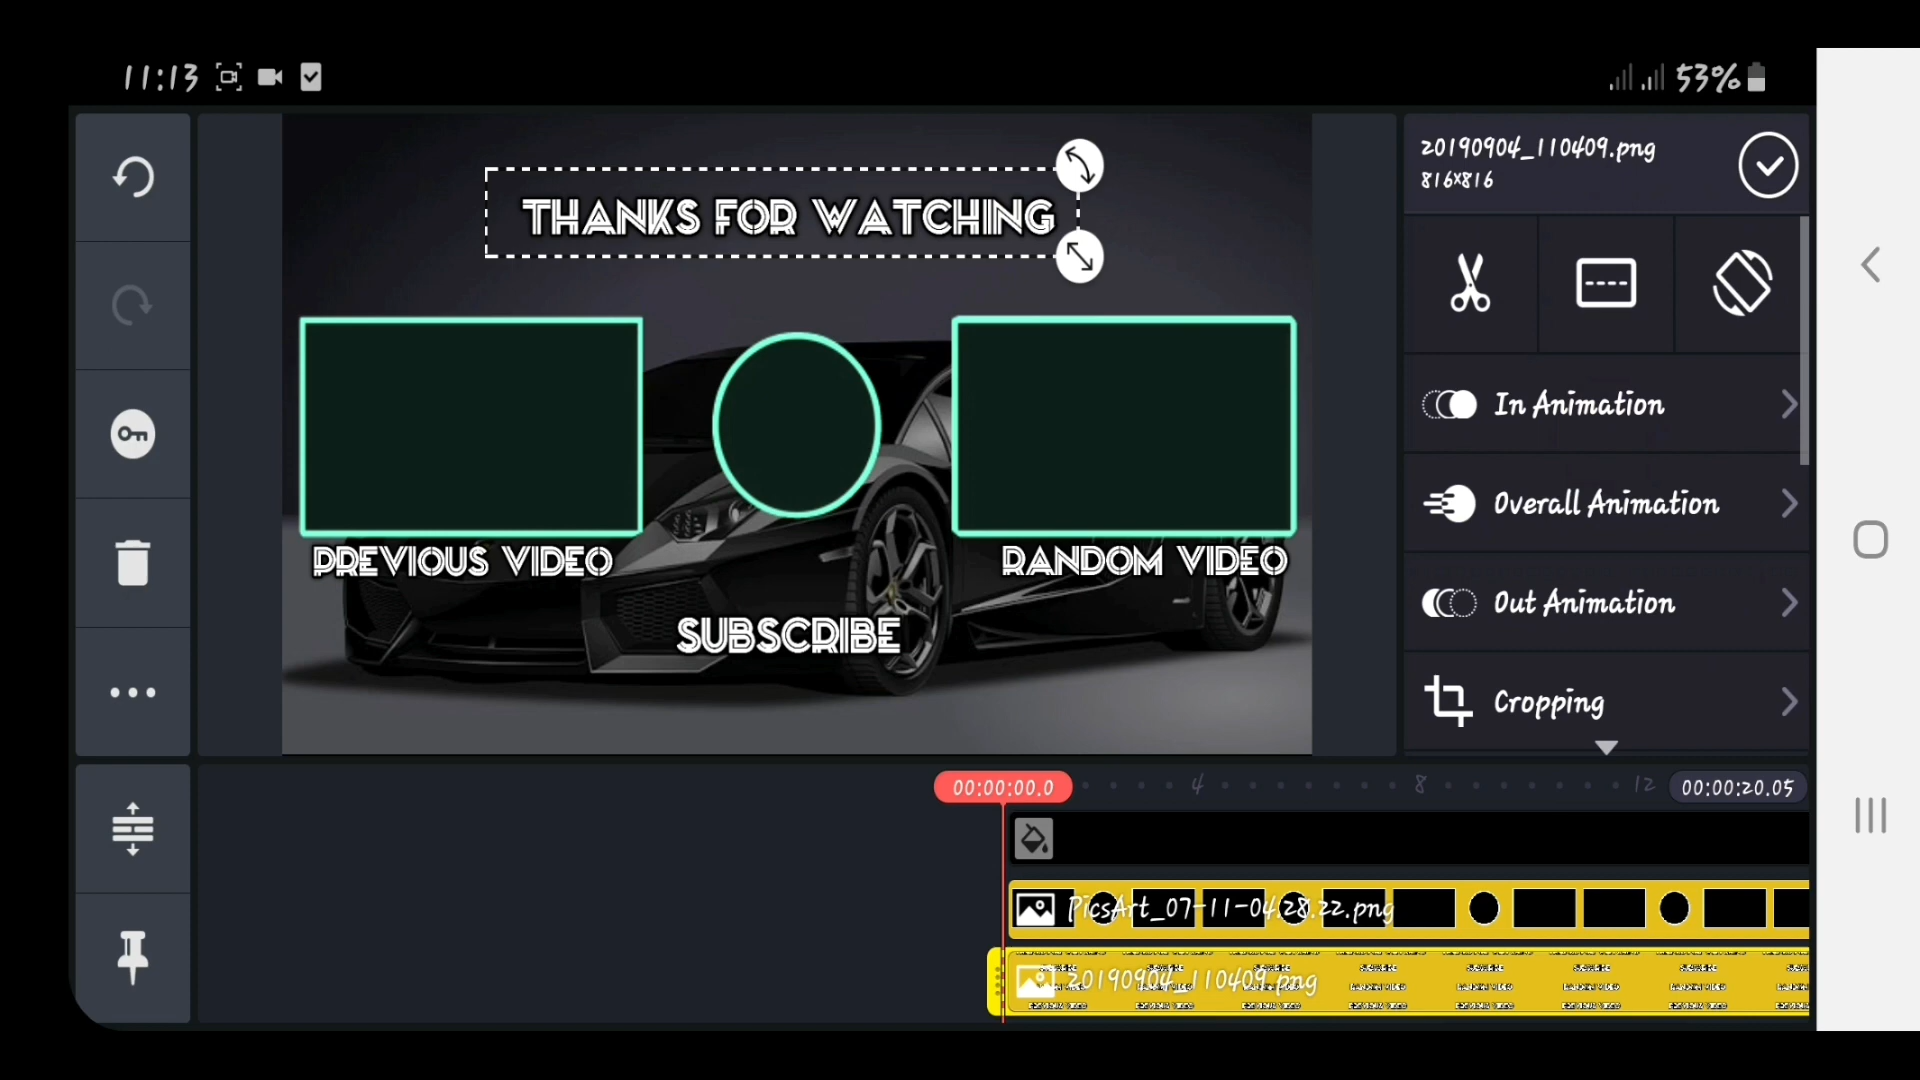 11:13
53%
THANKS FOR WATCHING
PREVIOUS VIDEO
RANDOM VIDEO
SUBSCRIBE
20190904_110409.png
816x816
In Animation
Overall Animation
Out Animation
Cropping
00:00:00.0
4
8
12
00:00:20.05
PicsArt_07-11-04.28.22.png
20190904_110409.png